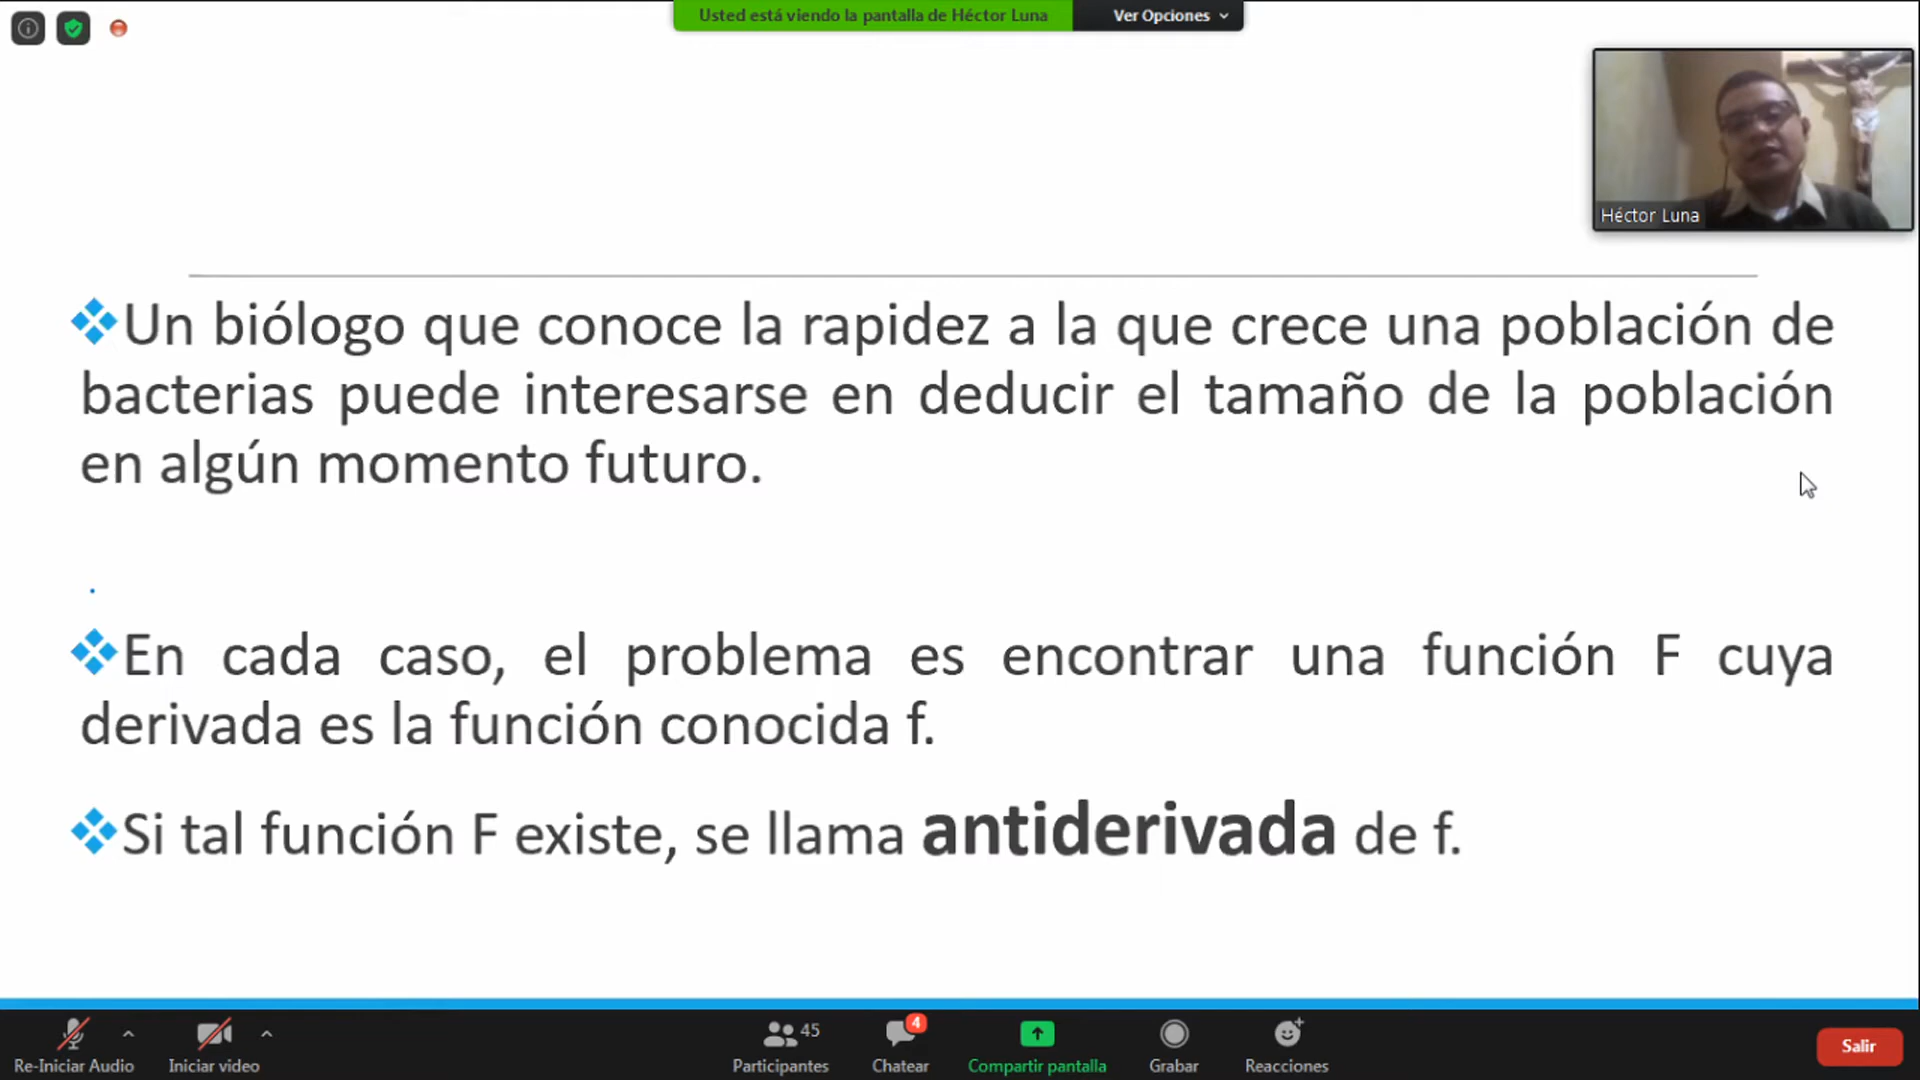 Usted está viendo la pantalla de Héctor Luna
Ver Opciones
Héctor Luna
Un biólogo que conoce la rapidez a la que crece una población de
bacterias puede interesarse en deducir el tamaño de la población
en algún momento futuro.
En cada caso, el problema es encontrar una función F cuya
derivada es la función conocida f.
Si tal función F existe, se llama antiderivada de f.
Re-Iniciar Audio
Iniciar video
45
Participantes
4
Chatear
Compartir pantalla
Grabar
Reacciones
Salir